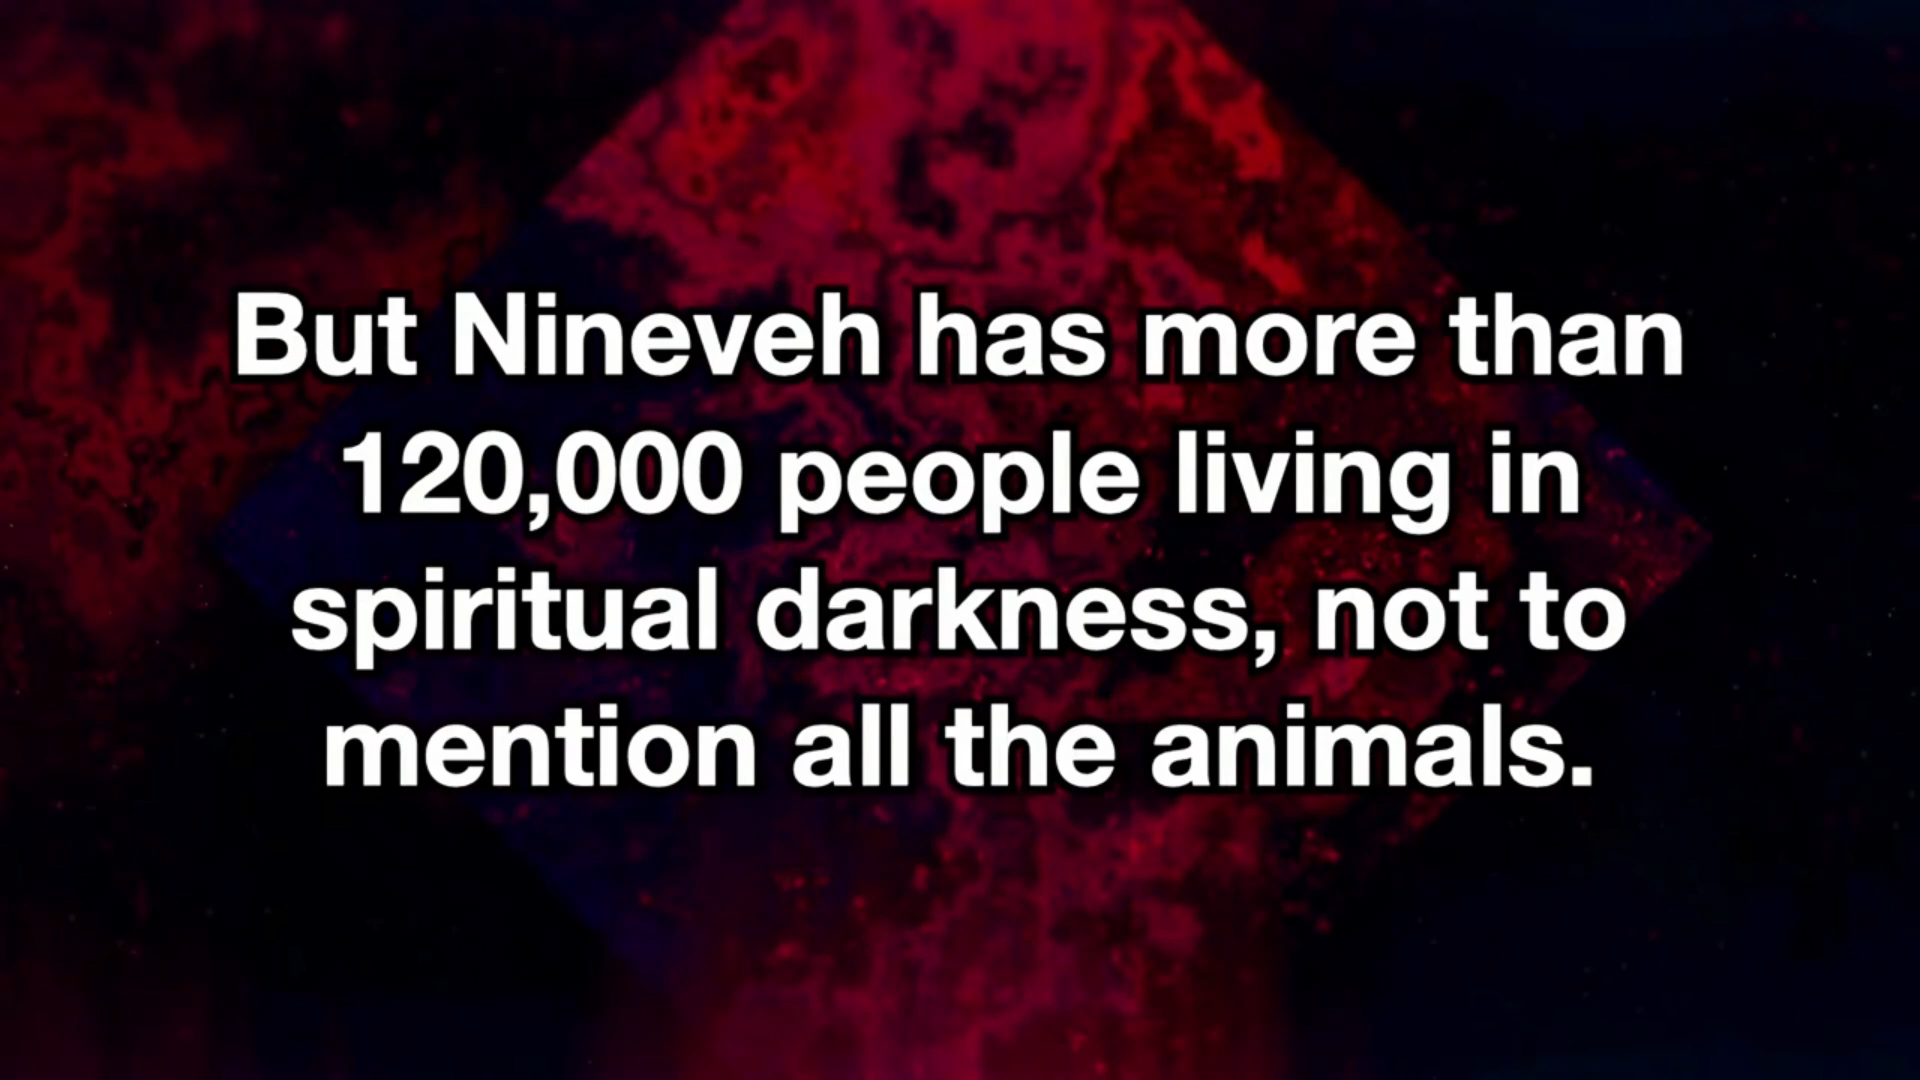 But Nineveh has more than
120,000 people living in
spiritual darkness, not to
mention all the animals.